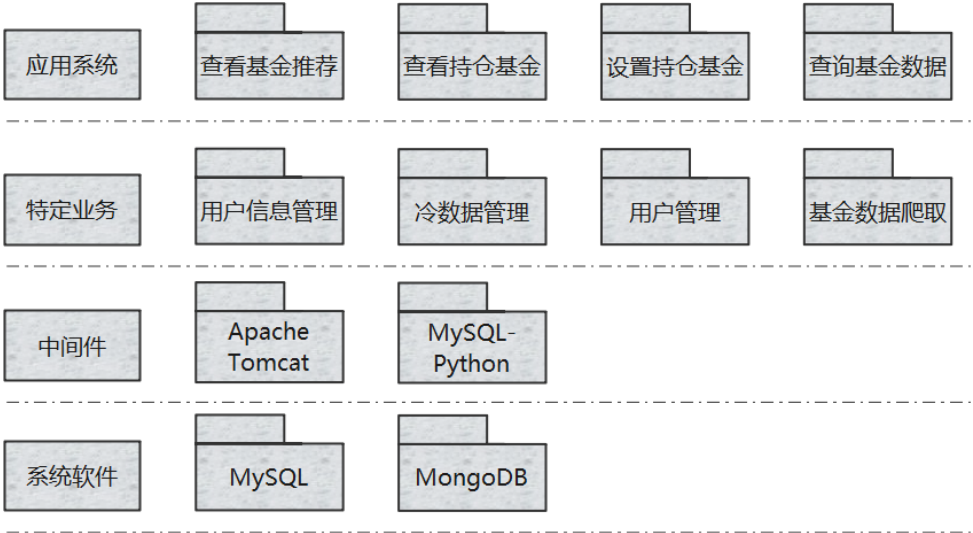 应用系统
查看基金推荐
查看持仓基金
设置持仓基金
查询基金数据
特定业务
用户信息管理
冷数据管理
用户管理
基金数据爬取
中间件
Apache
Tomcat
MySQL-
Python
系统软件
MySQL
MongoDB